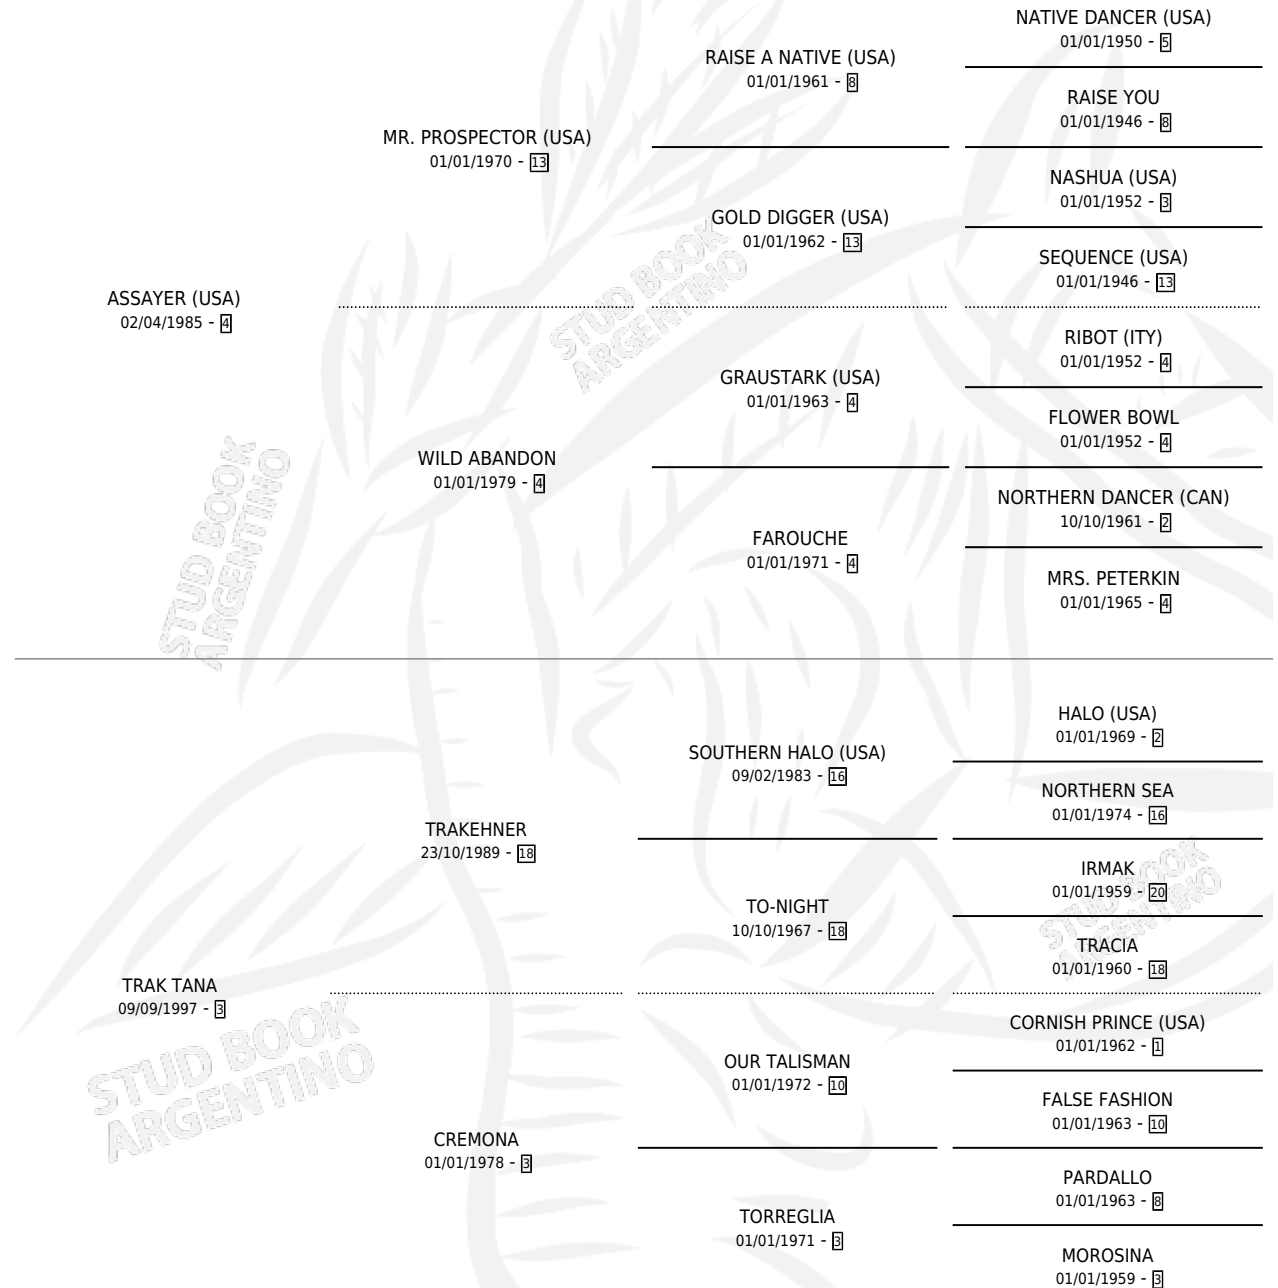 NATIVE DANCER (USA)
01/01/1950 - 5
RAISE A NATIVE (USA)
01/01/1961 - 8
RAISE YOU
01/01/1946 - 8
MR. PROSPECTOR (USA)
01/01/1970 - 13
NASHUA (USA)
01/01/1952 - 3
GOLD DIGGER (USA)
01/01/1962 - 13
SEQUENCE (USA)
01/01/1946 - 13
ASSAYER (USA)
02/04/1985 - 4
RIBOT (ITY)
01/01/1952 - 4
GRAUSTARK (USA)
01/01/1963 - 4
FLOWER BOWL
01/01/1952 - 4
WILD ABANDON
01/01/1979 - 4
NORTHERN DANCER (CAN)
10/10/1961 - 2
FAROUCHE
01/01/1971 - 4
MRS. PETERKIN
01/01/1965 - 4
HALO (USA)
01/01/1969 - 2
SOUTHERN HALO (USA)
09/02/1983 - 16
NORTHERN SEA
01/01/1974 - 16
TRAKEHNER
23/10/1989 - 18
IRMAK
01/01/1959 - 20
TO-NIGHT
10/10/1967 - 18
TRACIA
01/01/1960 - 18
TRAK TANA
09/09/1997 - 3
CORNISH PRINCE (USA)
01/01/1962 - 1
OUR TALISMAN
01/01/1972 - 10
FALSE FASHION
01/01/1963 - 10
CREMONA
01/01/1978 - 3
PARDALLO
01/01/1963 - 8
TORREGLIA
01/01/1971 - 3
MOROSINA
01/01/1959 - 3
STUD BOOK
ARGENTINO
STUD BOOK
ARGENTINO
STUD BOOK
ARGENTINO
STUD BOOK
ARGENTINO